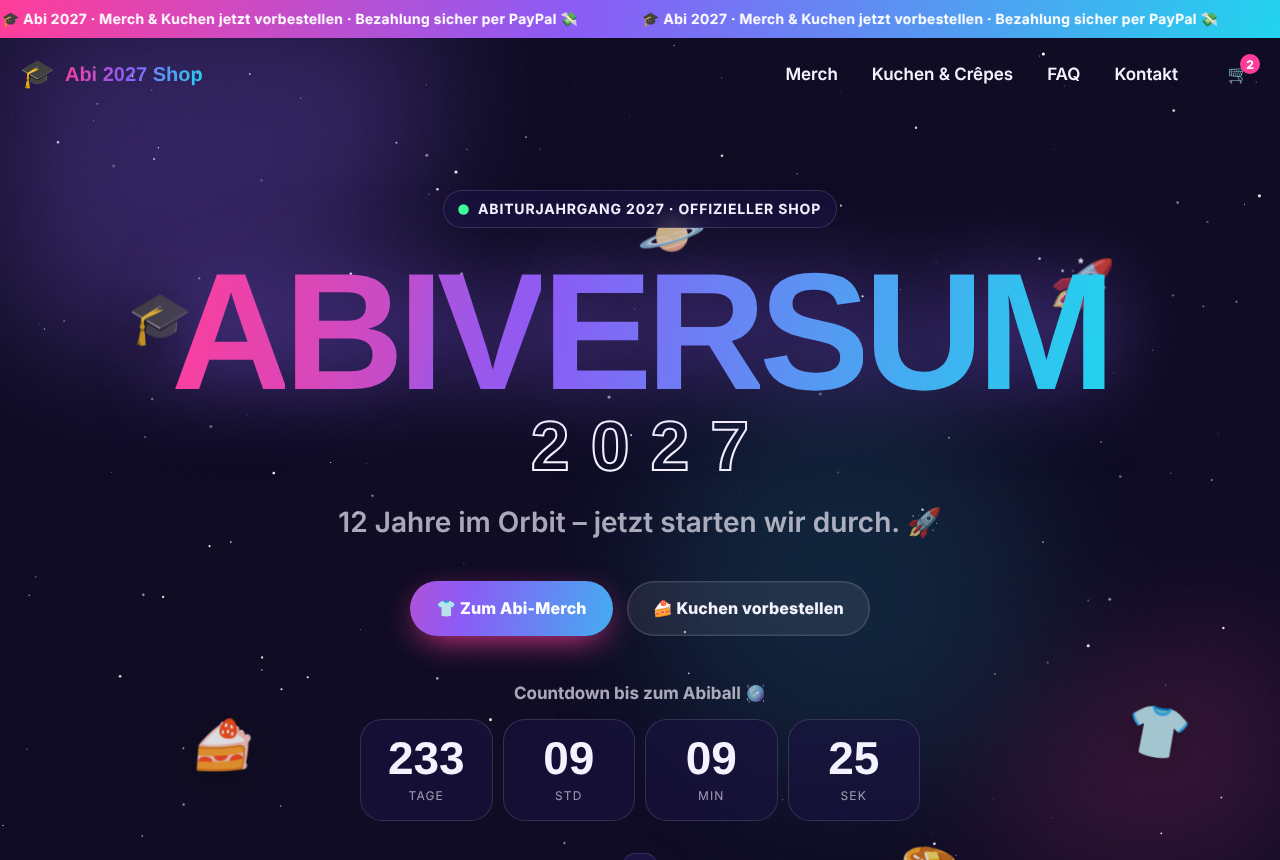 🎓 Abi 2027 · Merch & Kuchen jetzt vorbestellen · Bezahlung sicher per PayPal 💸 🎓 Abi 2027 · Merch & Kuchen jetzt vorbestellen · Bezahlung sicher per PayPal 💸
🎓 Abi 2027 Shop Merch Kuchen & Crêpes FAQ Kontakt 🛒 2
ABITURJAHRGANG 2027 · OFFIZIELLER SHOP
ABIVERSUM
2027
12 Jahre im Orbit – jetzt starten wir durch. 🚀
👕 Zum Abi-Merch 🍰 Kuchen vorbestellen
Countdown bis zum Abiball 🪩
233 09 09 25
TAGE STD MIN SEK